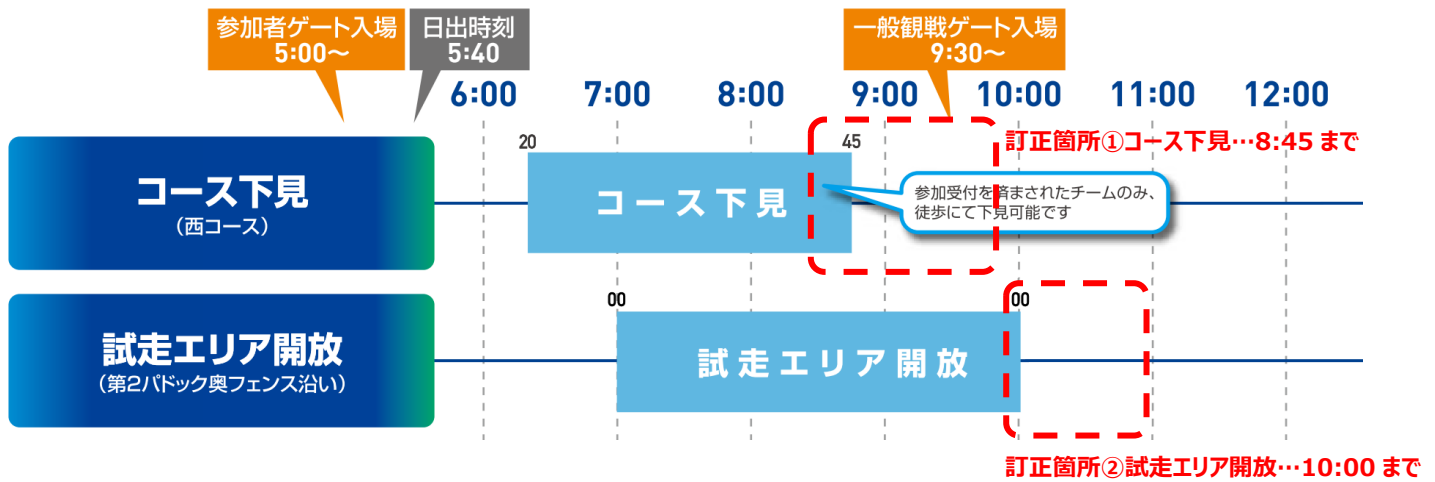 参加者ゲート入場
5:00〜
日出時刻
5:40
一般観戦ゲート入場
9:30〜
6:00 7:00 8:00 9:00 10:00 11:00 12:00
20
45
訂正箇所①コース下見…8:45 まで
コース下見
(西コース)
コース下見
参加受付を済まされたチームのみ、
徒歩にて下見可能です
00
00
試走エリア開放
(第2パドック奥フェンス沿い)
試走エリア開放
訂正箇所②試走エリア開放…10:00 まで